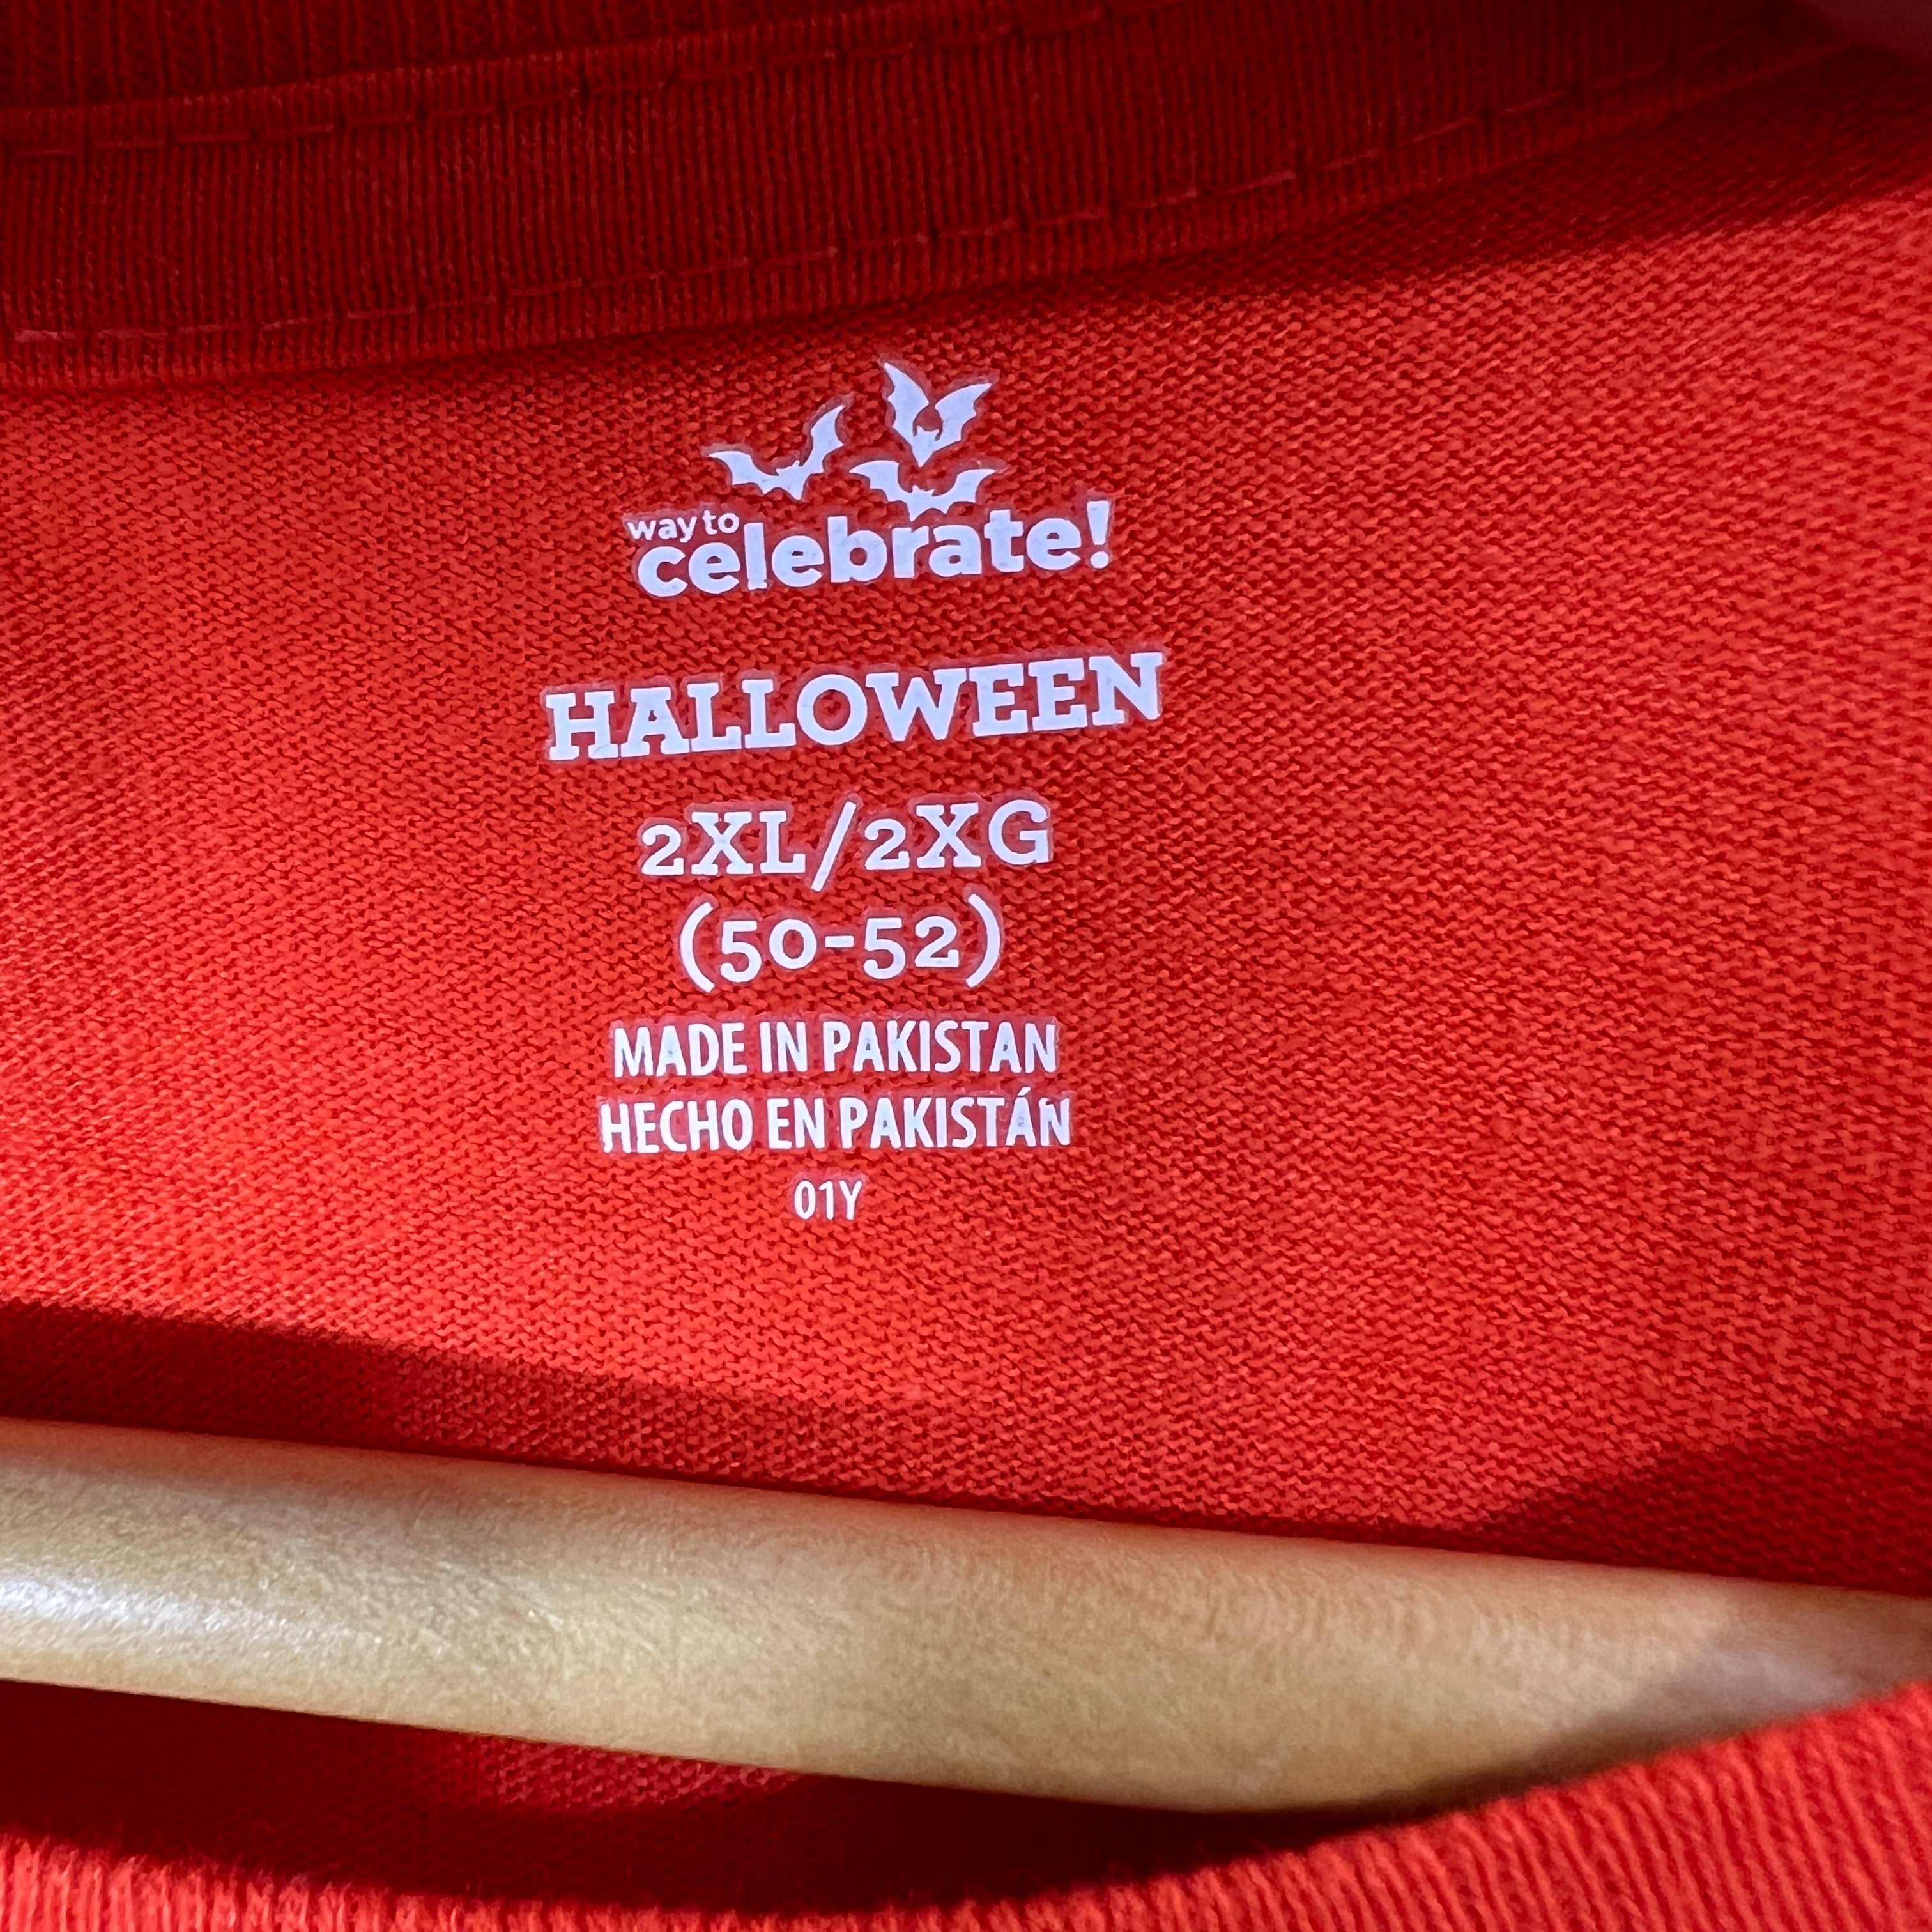 way to
celebrate!
HALLOWEEN
2XL/2XG
(50-52)
MADE IN PAKISTAN
HECHO EN PAKISTÁN
01Y